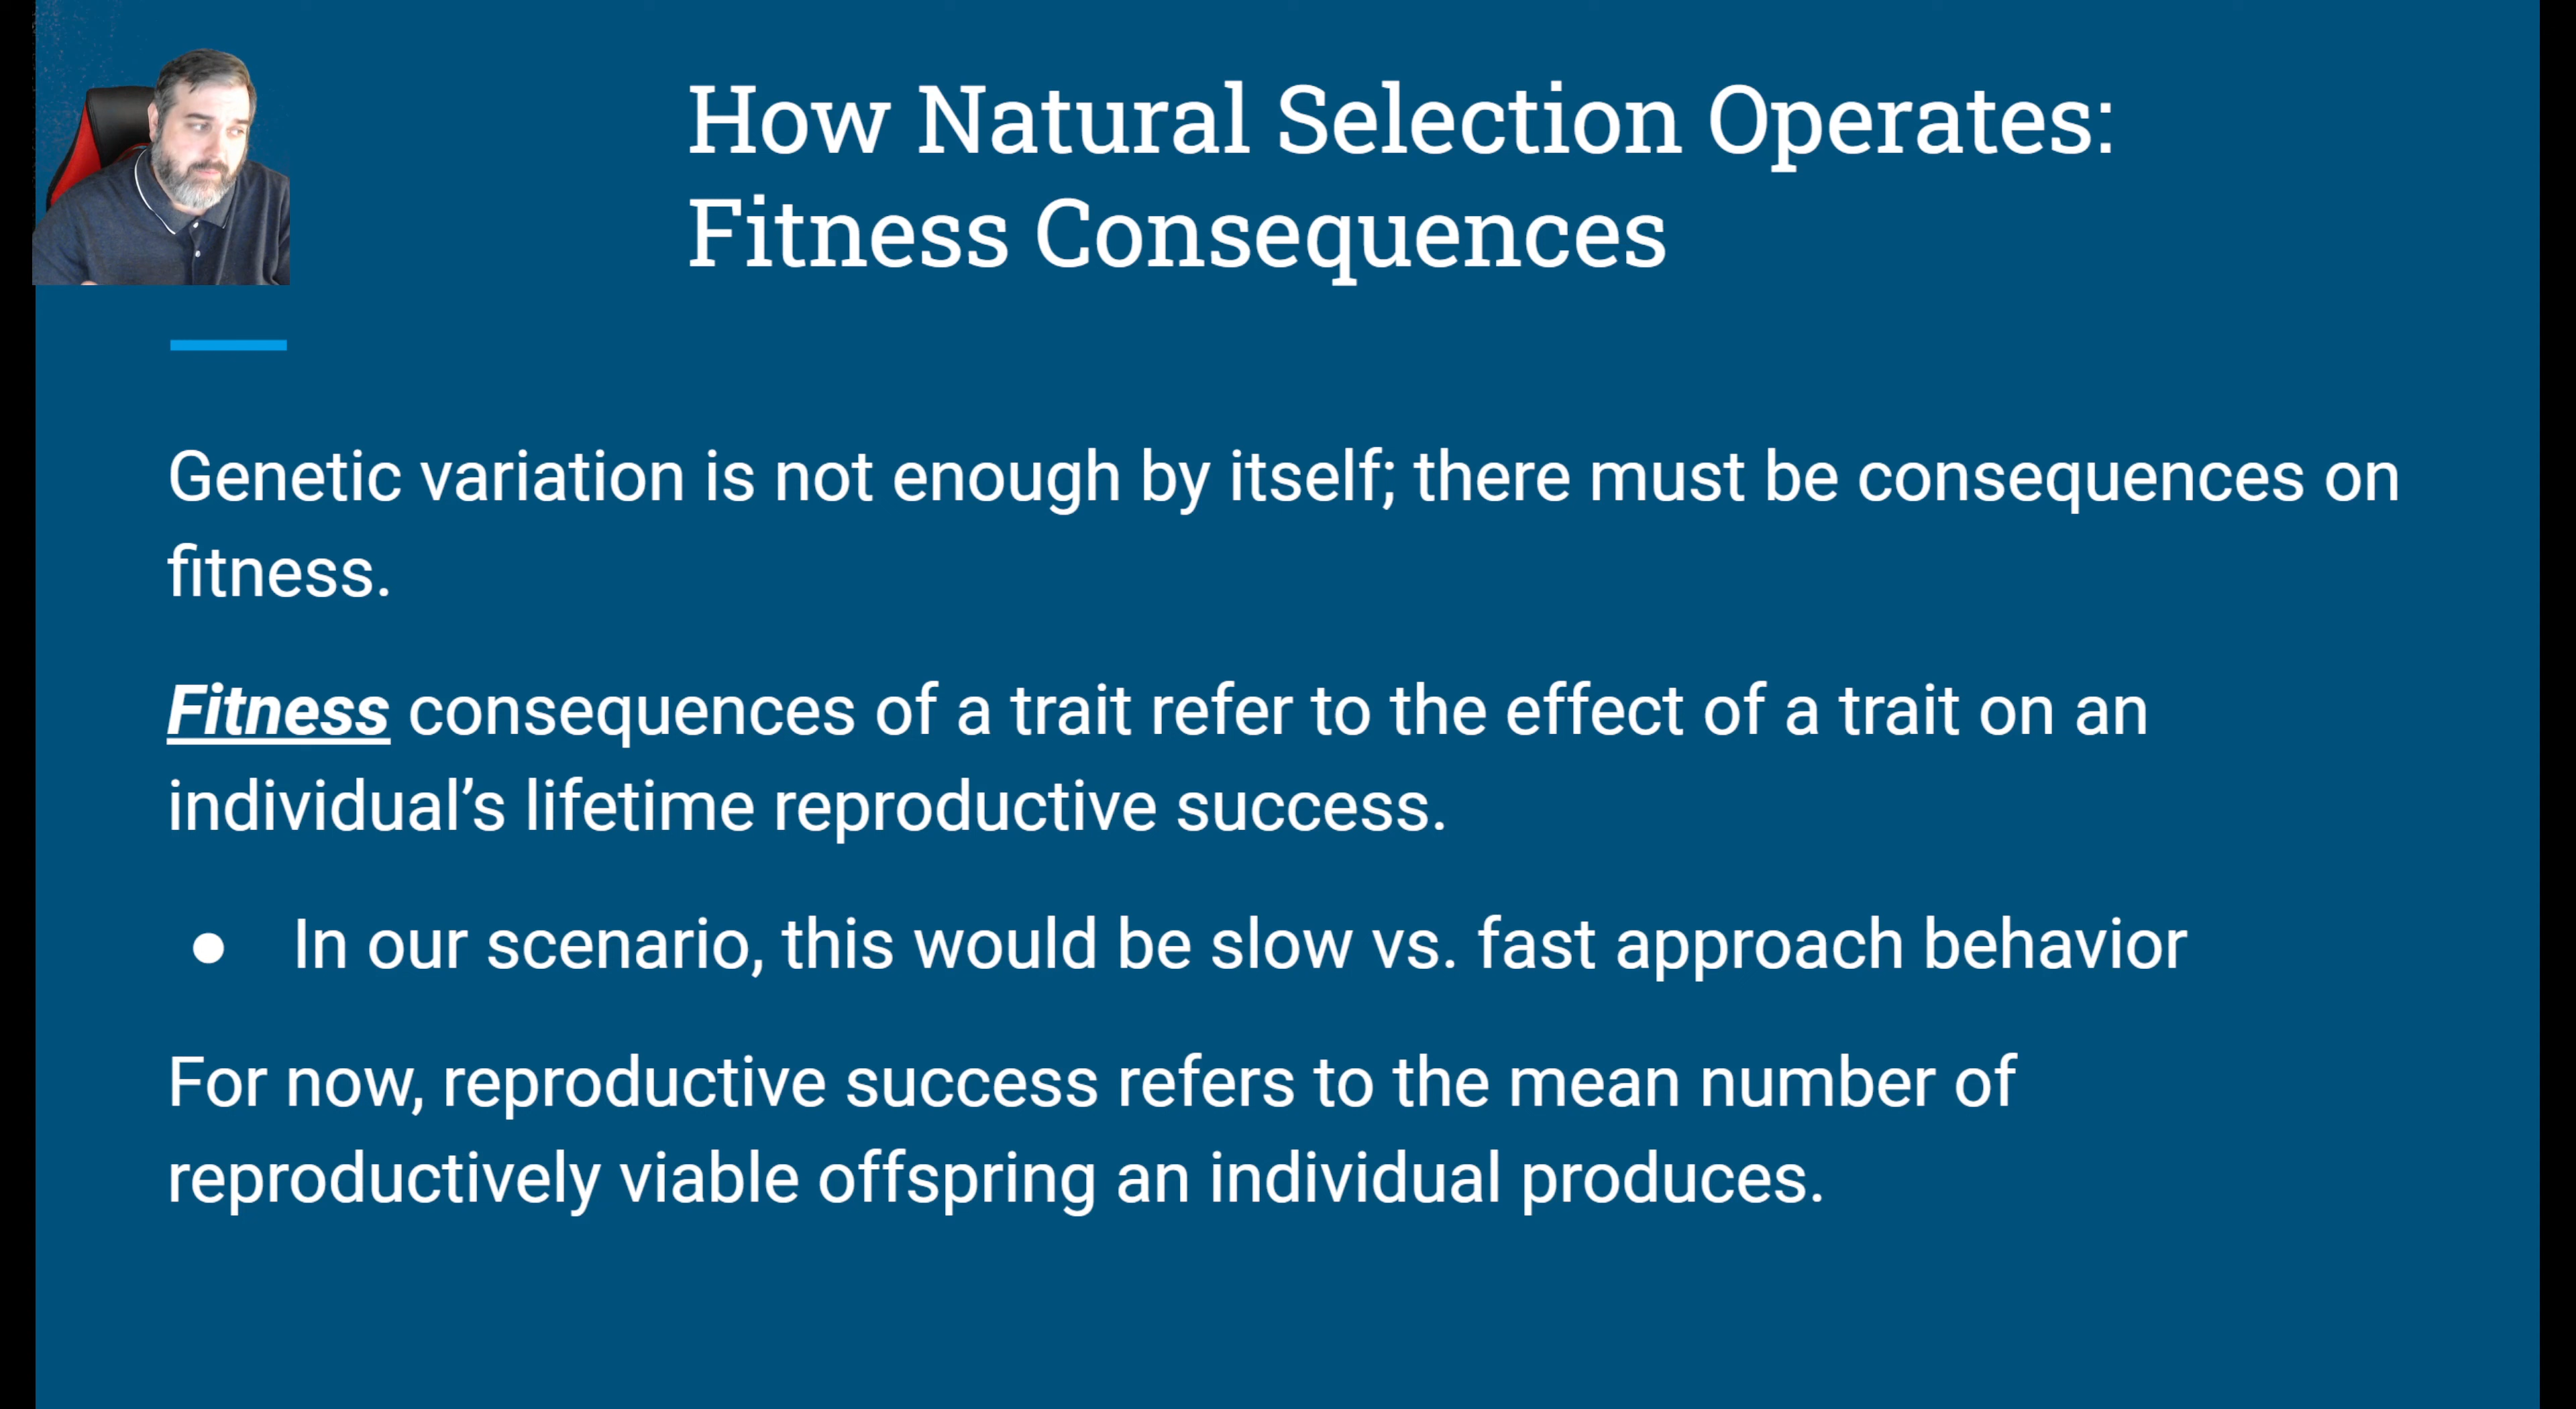 How Natural Selection Operates:
Fitness Consequences
Genetic variation is not enough by itself; there must be consequences on
fitness.
Fitness consequences of a trait refer to the effect of a trait on an
individual’s lifetime reproductive success.
● In our scenario, this would be slow vs. fast approach behavior
For now, reproductive success refers to the mean number of
reproductively viable offspring an individual produces.